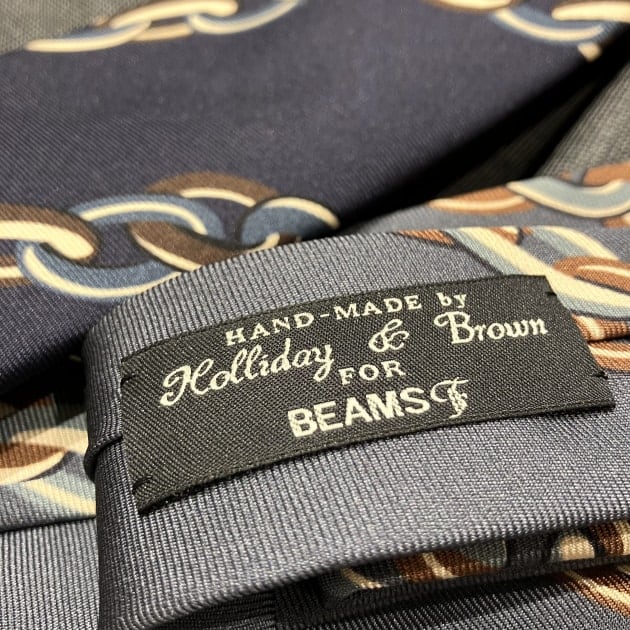 HAND-MADE by
Holliday & Brown
FOR
BEAMS F